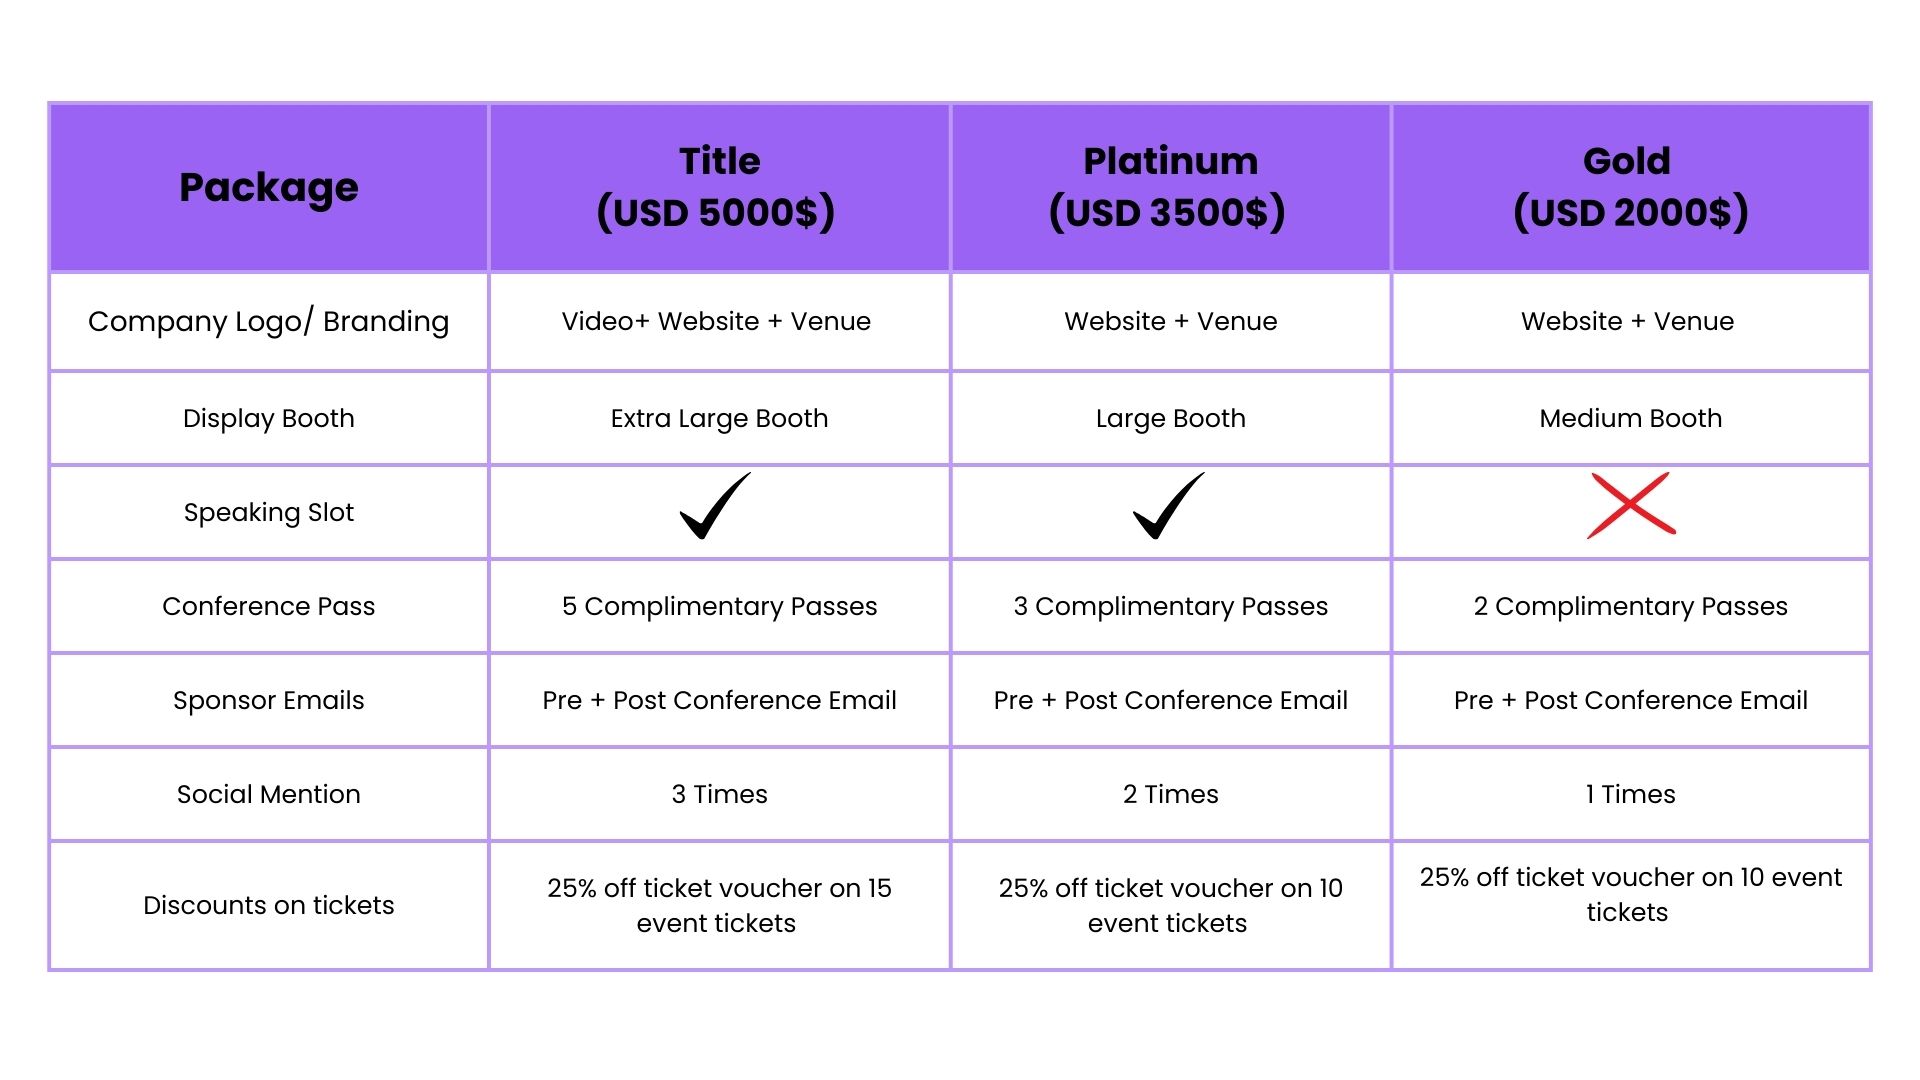 Package
Title
(USD 5000$)
Platinum
(USD 3500$)
Gold
(USD 2000$)
Company Logo/ Branding
Video+ Website + Venue
Website + Venue
Website + Venue
Display Booth
Extra Large Booth
Large Booth
Medium Booth
Speaking Slot
Conference Pass
5 Complimentary Passes
3 Complimentary Passes
2 Complimentary Passes
Sponsor Emails
Pre + Post Conference Email
Pre + Post Conference Email
Pre + Post Conference Email
Social Mention
3 Times
2 Times
1 Times
Discounts on tickets
25% off ticket voucher on 15
event tickets
25% off ticket voucher on 10
event tickets
25% off ticket voucher on 10 event
tickets